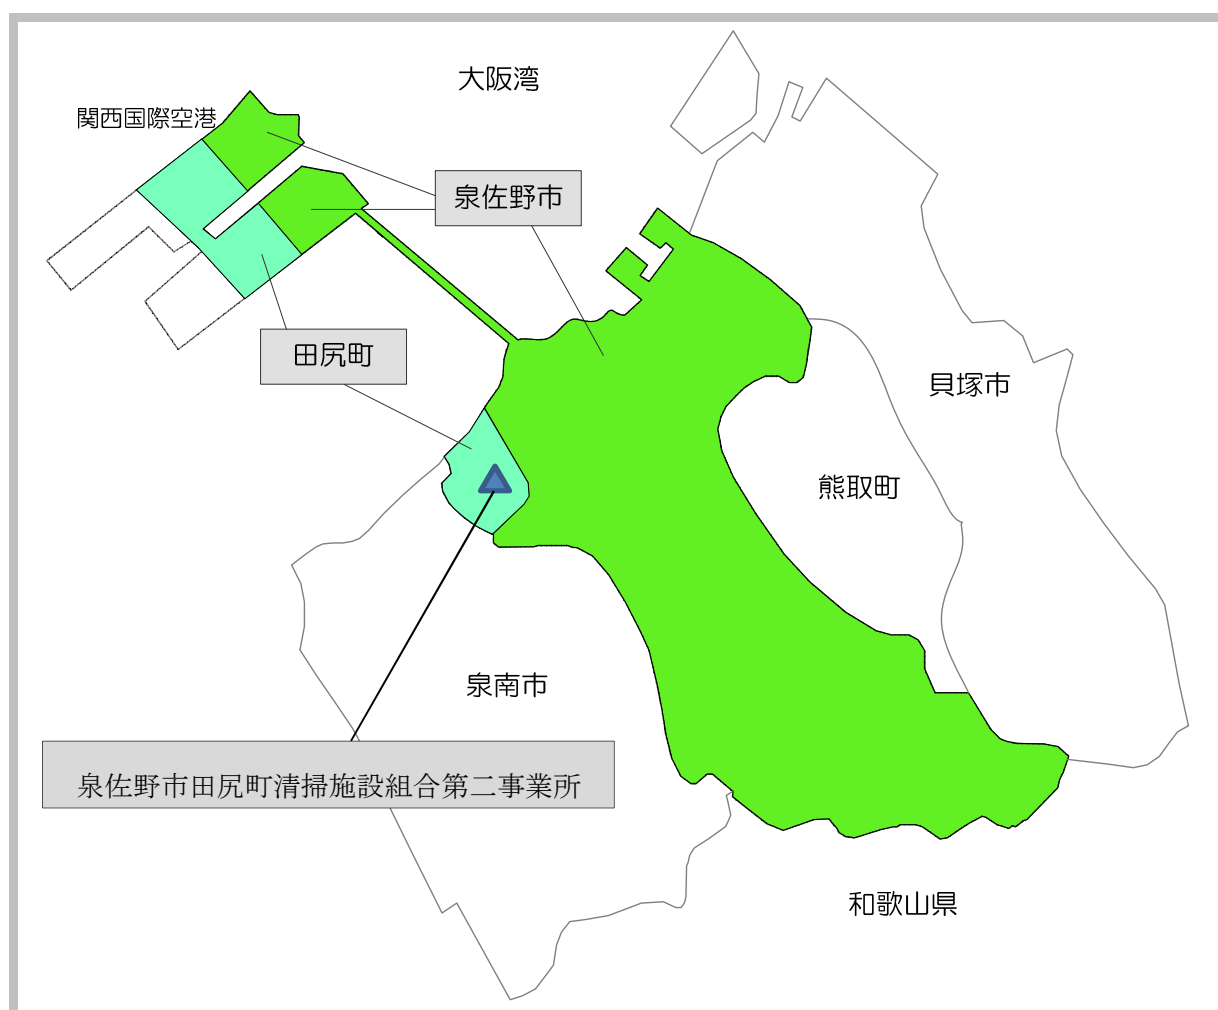 大阪湾
関西国際空港
泉佐野市
田尻町
貝塚市
熊取町
泉南市
泉佐野市田尻町清掃施設組合第二事業所
和歌山県